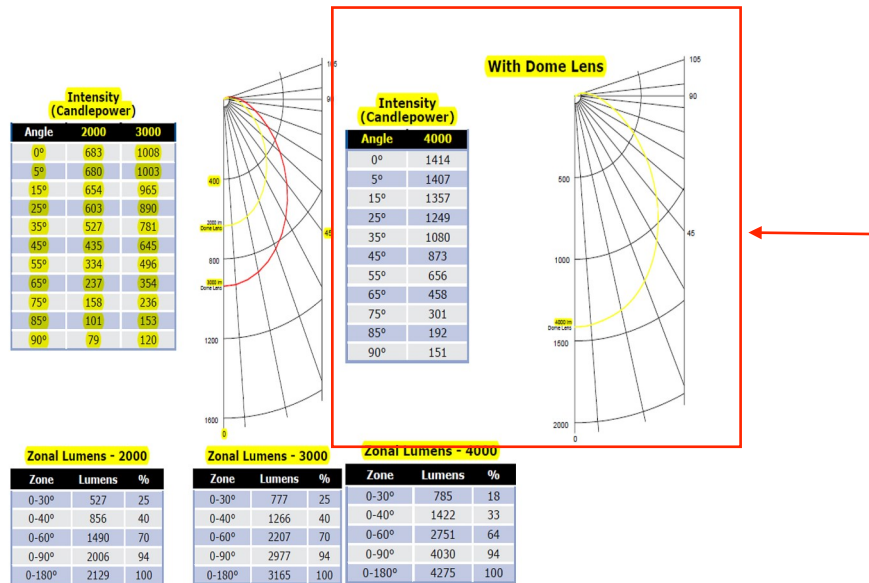 Intensity
(Candlepower)
Angle 2000 3000
0º 683 1008
5º 680 1003
15º 654 965
25º 603 890
35º 527 781
45º 435 645
55º 334 496
65º 237 354
75º 158 236
85º 101 153
90º 79 120
105
90
45
400
2000 lm
Dome Lens
800
3000 lm
Dome Lens
1200
1600
0
With Dome Lens
Intensity
(Candlepower)
Angle 4000
0º 1414
5º 1407
15º 1357
25º 1249
35º 1080
45º 873
55º 656
65º 458
75º 301
85º 192
90º 151
105
90
45
500
1000
4000 lm
Dome Lens
1500
2000
0
Zonal Lumens - 2000
Zone Lumens %
0-30º 527 25
0-40º 856 40
0-60º 1490 70
0-90º 2006 94
0-180º 2129 100
Zonal Lumens - 3000
Zone Lumens %
0-30º 777 25
0-40º 1266 40
0-60º 2207 70
0-90º 2977 94
0-180º 3165 100
Zonal Lumens - 4000
Zone Lumens %
0-30º 785 18
0-40º 1422 33
0-60º 2751 64
0-90º 4030 94
0-180º 4275 100